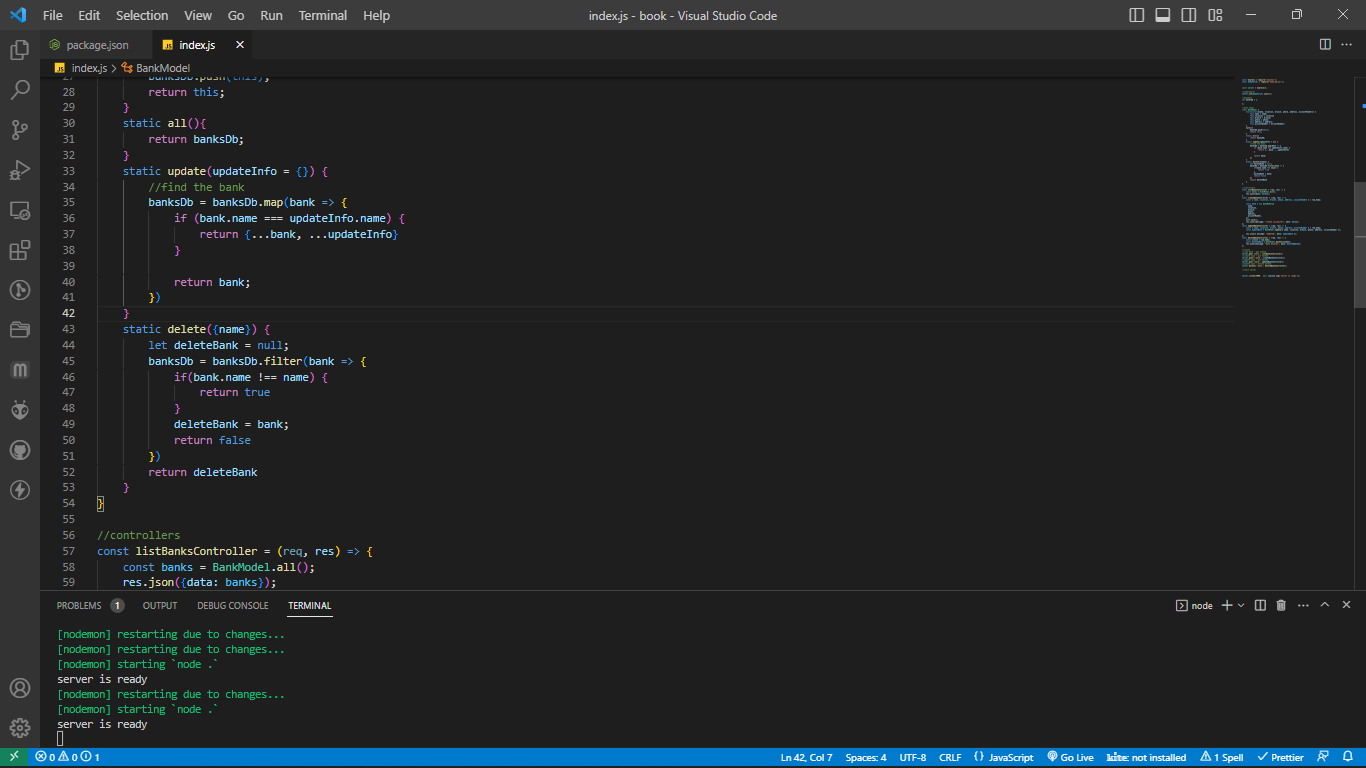 File Edit Selection View Go Run Terminal Help index.js - book - Visual Studio Code
package.json index.js
index.js > BankModel
27 banksDb.push(this);
28 return this;
29 }
30 static all(){
31 return banksDb;
32 }
33 static update(updateInfo = {}) {
34 //find the bank
35 banksDb = banksDb.map(bank => {
36 if (bank.name === updateInfo.name) {
37 return {...bank, ...updateInfo}
38 }
39
40 return bank;
41 })
42 }
43 static delete({name}) {
44 let deleteBank = null;
45 banksDb = banksDb.filter(bank => {
46 if(bank.name !== name) {
47 return true
48 }
49 deleteBank = bank;
50 return false
51 })
52 return deleteBank
53 }
54 }
55
56 //controllers
57 const listBanksController = (req, res) => {
58 const banks = BankModel.all();
59 res.json({data: banks});
PROBLEMS 1 OUTPUT DEBUG CONSOLE TERMINAL node
[nodemon] restarting due to changes...
[nodemon] restarting due to changes...
[nodemon] starting `node .`
server is ready
[nodemon] restarting due to changes...
[nodemon] starting `node .`
server is ready
0 0 1 Ln 42, Col 7 Spaces: 4 UTF-8 CRLF {} JavaScript Go Live kite: not installed 1 Spell Prettier